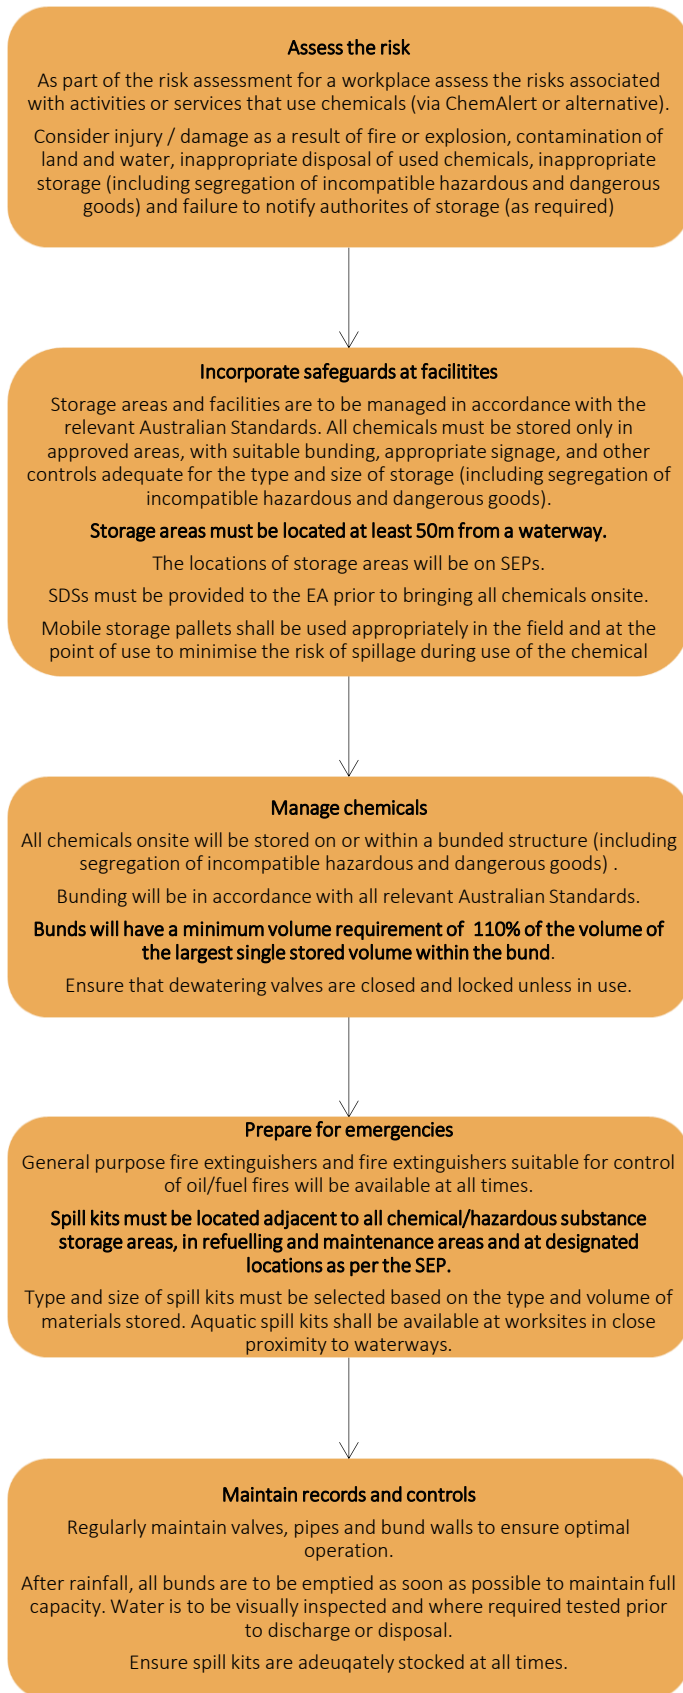 Assess the risk
As part of the risk assessment for a workplace assess the risks associated
with activities or services that use chemicals (via ChemAlert or alternative).
Consider injury / damage as a result of fire or explosion, contamination of
land and water, inappropriate disposal of used chemicals, inappropriate
storage (including segregation of incompatible hazardous and dangerous
goods) and failure to notify authorites of storage (as required)
Incorporate safeguards at facilitites
Storage areas and facilities are to be managed in accordance with the
relevant Australian Standards. All chemicals must be stored only in
approved areas, with suitable bunding, appropriate signage, and other
controls adequate for the type and size of storage (including segregation of
incompatible hazardous and dangerous goods).
Storage areas must be located at least 50m from a waterway.
The locations of storage areas will be on SEPs.
SDSs must be provided to the EA prior to bringing all chemicals onsite.
Mobile storage pallets shall be used appropriately in the field and at the
point of use to minimise the risk of spillage during use of the chemical
Manage chemicals
All chemicals onsite will be stored on or within a bunded structure (including
segregation of incompatible hazardous and dangerous goods) .
Bunding will be in accordance with all relevant Australian Standards.
Bunds will have a minimum volume requirement of  110% of the volume of
the largest single stored volume within the bund.
Ensure that dewatering valves are closed and locked unless in use.
Prepare for emergencies
General purpose fire extinguishers and fire extinguishers suitable for control
of oil/fuel fires will be available at all times.
Spill kits must be located adjacent to all chemical/hazardous substance
storage areas, in refuelling and maintenance areas and at designated
locations as per the SEP.
Type and size of spill kits must be selected based on the type and volume of
materials stored. Aquatic spill kits shall be available at worksites in close
proximity to waterways.
Maintain records and controls
Regularly maintain valves, pipes and bund walls to ensure optimal
operation.
After rainfall, all bunds are to be emptied as soon as possible to maintain full
capacity. Water is to be visually inspected and where required tested prior
to discharge or disposal.
Ensure spill kits are adeuqately stocked at all times.